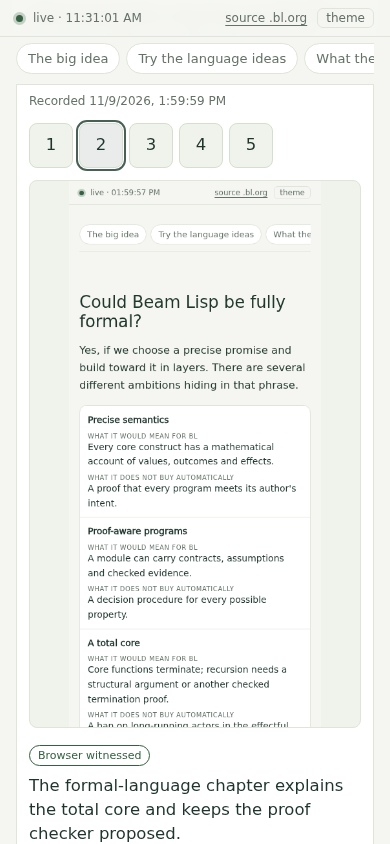 live · 11:31:01 AM
source .bl.org
theme
The big idea
Try the language ideas
What the
Recorded 11/9/2026, 1:59:59 PM
1
2
3
4
5
live · 01:59:57 PM
source .bl.org
theme
The big idea
Try the language ideas
What the
Could Beam Lisp be fully
formal?
Yes, if we choose a precise promise and
build toward it in layers. There are several
different ambitions hiding in that phrase.
Precise semantics
WHAT IT WOULD MEAN FOR BL
Every core construct has a mathematical
account of values, outcomes and effects.
WHAT IT DOES NOT BUY AUTOMATICALLY
A proof that every program meets its author's
intent.
Proof-aware programs
WHAT IT WOULD MEAN FOR BL
A module can carry contracts, assumptions
and checked evidence.
WHAT IT DOES NOT BUY AUTOMATICALLY
A decision procedure for every possible
property.
A total core
WHAT IT WOULD MEAN FOR BL
Core functions terminate; recursion needs a
structural argument or another checked
termination proof.
WHAT IT DOES NOT BUY AUTOMATICALLY
A ban on long-running actors in the effectful
Browser witnessed
The formal-language chapter explains
the total core and keeps the proof
checker proposed.